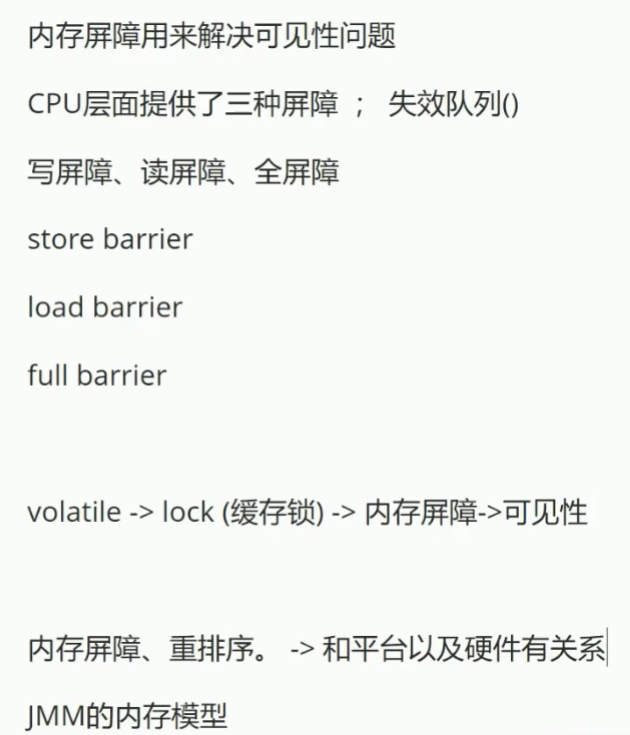 内存屏障用来解决可见性问题
CPU层面提供了三种屏障 ； 失效队列()
写屏障、读屏障、全屏障
store barrier
load barrier
full barrier
volatile -> lock (缓存锁) -> 内存屏障->可见性
内存屏障、重排序。 -> 和平台以及硬件有关系
JMM的内存模型